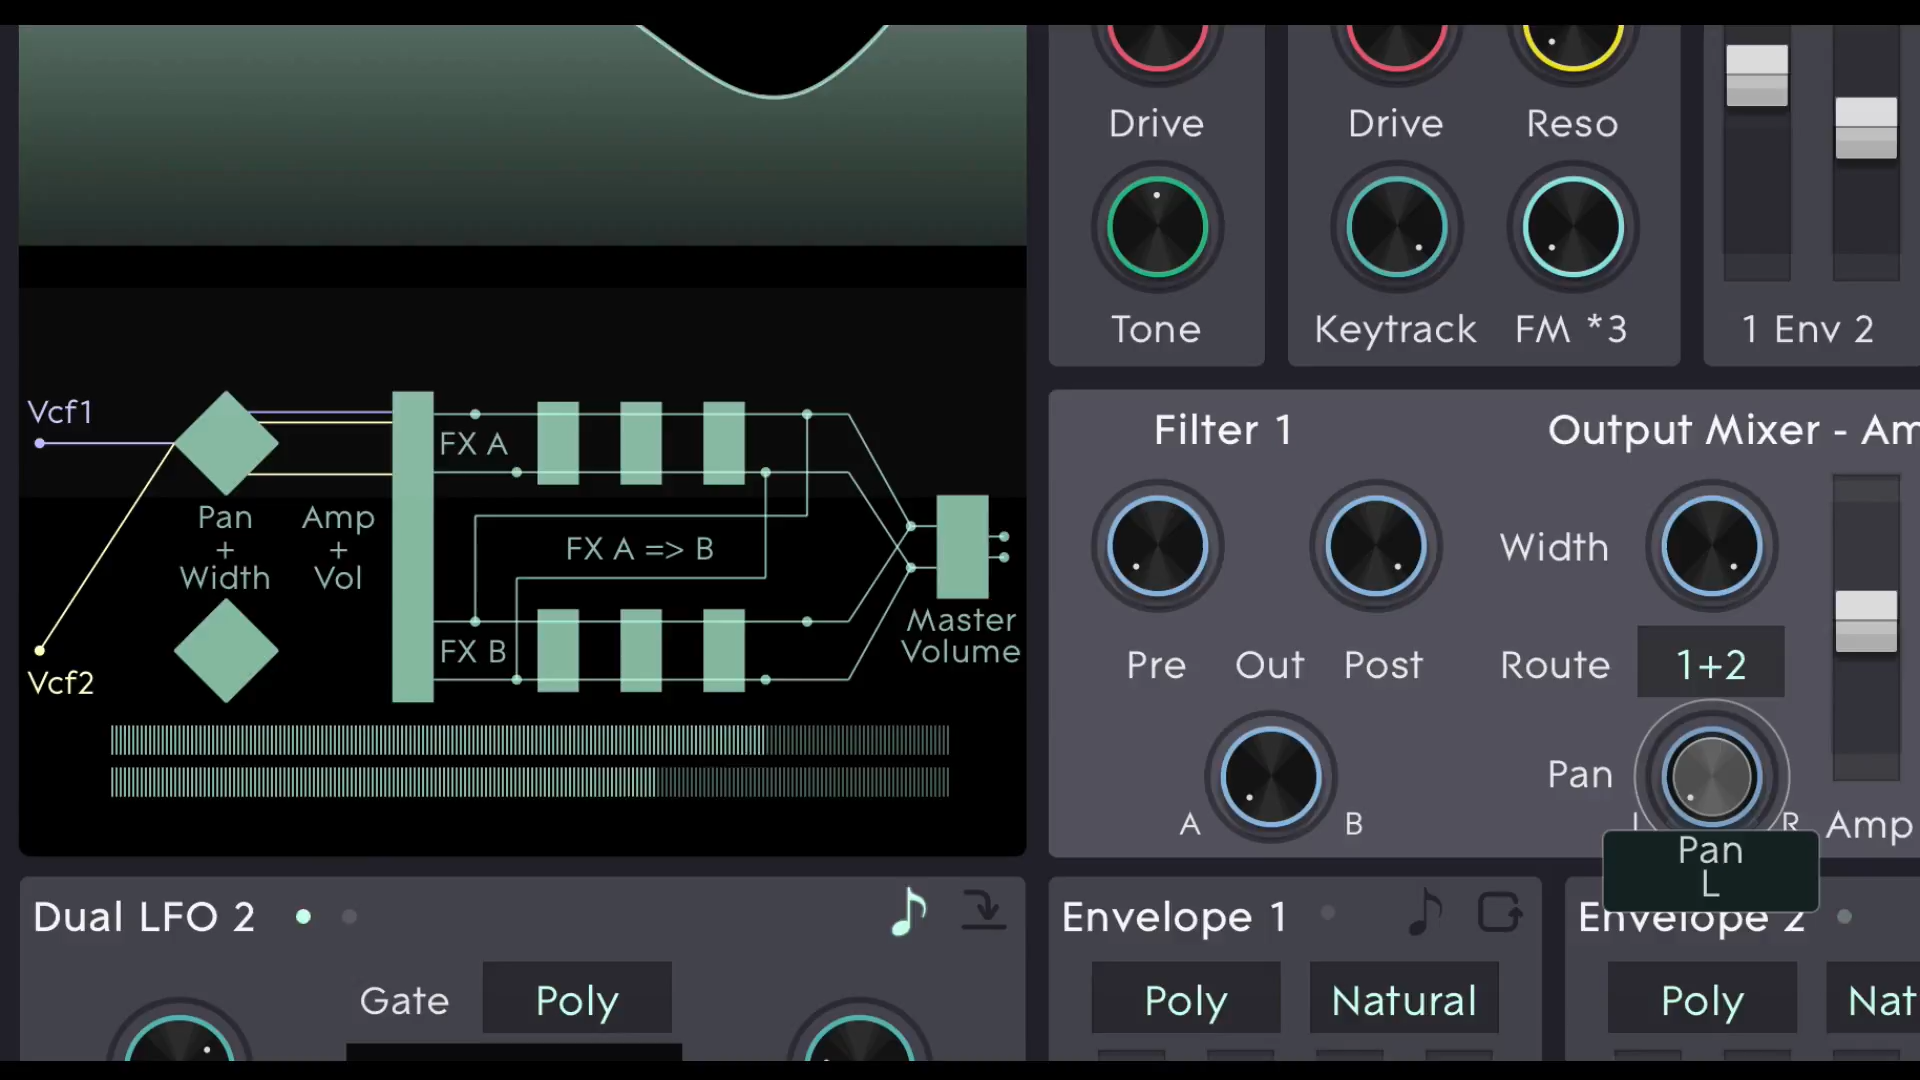 Drive
Drive
Reso
Tone
Keytrack
FM *3
1 Env 2
Vcf1
FX A
Pan
+
Width
Amp
+
Vol
FX A => B
Vcf2
FX B
Master
Volume
Filter 1
Output Mixer - Am
Width
Pre
Out
Post
Route
1+2
A
B
Pan
L
R
Amp
Pan
L
Dual LFO 2
Gate
Poly
Envelope 1
Poly
Natural
Envelope 2
Poly
Nat